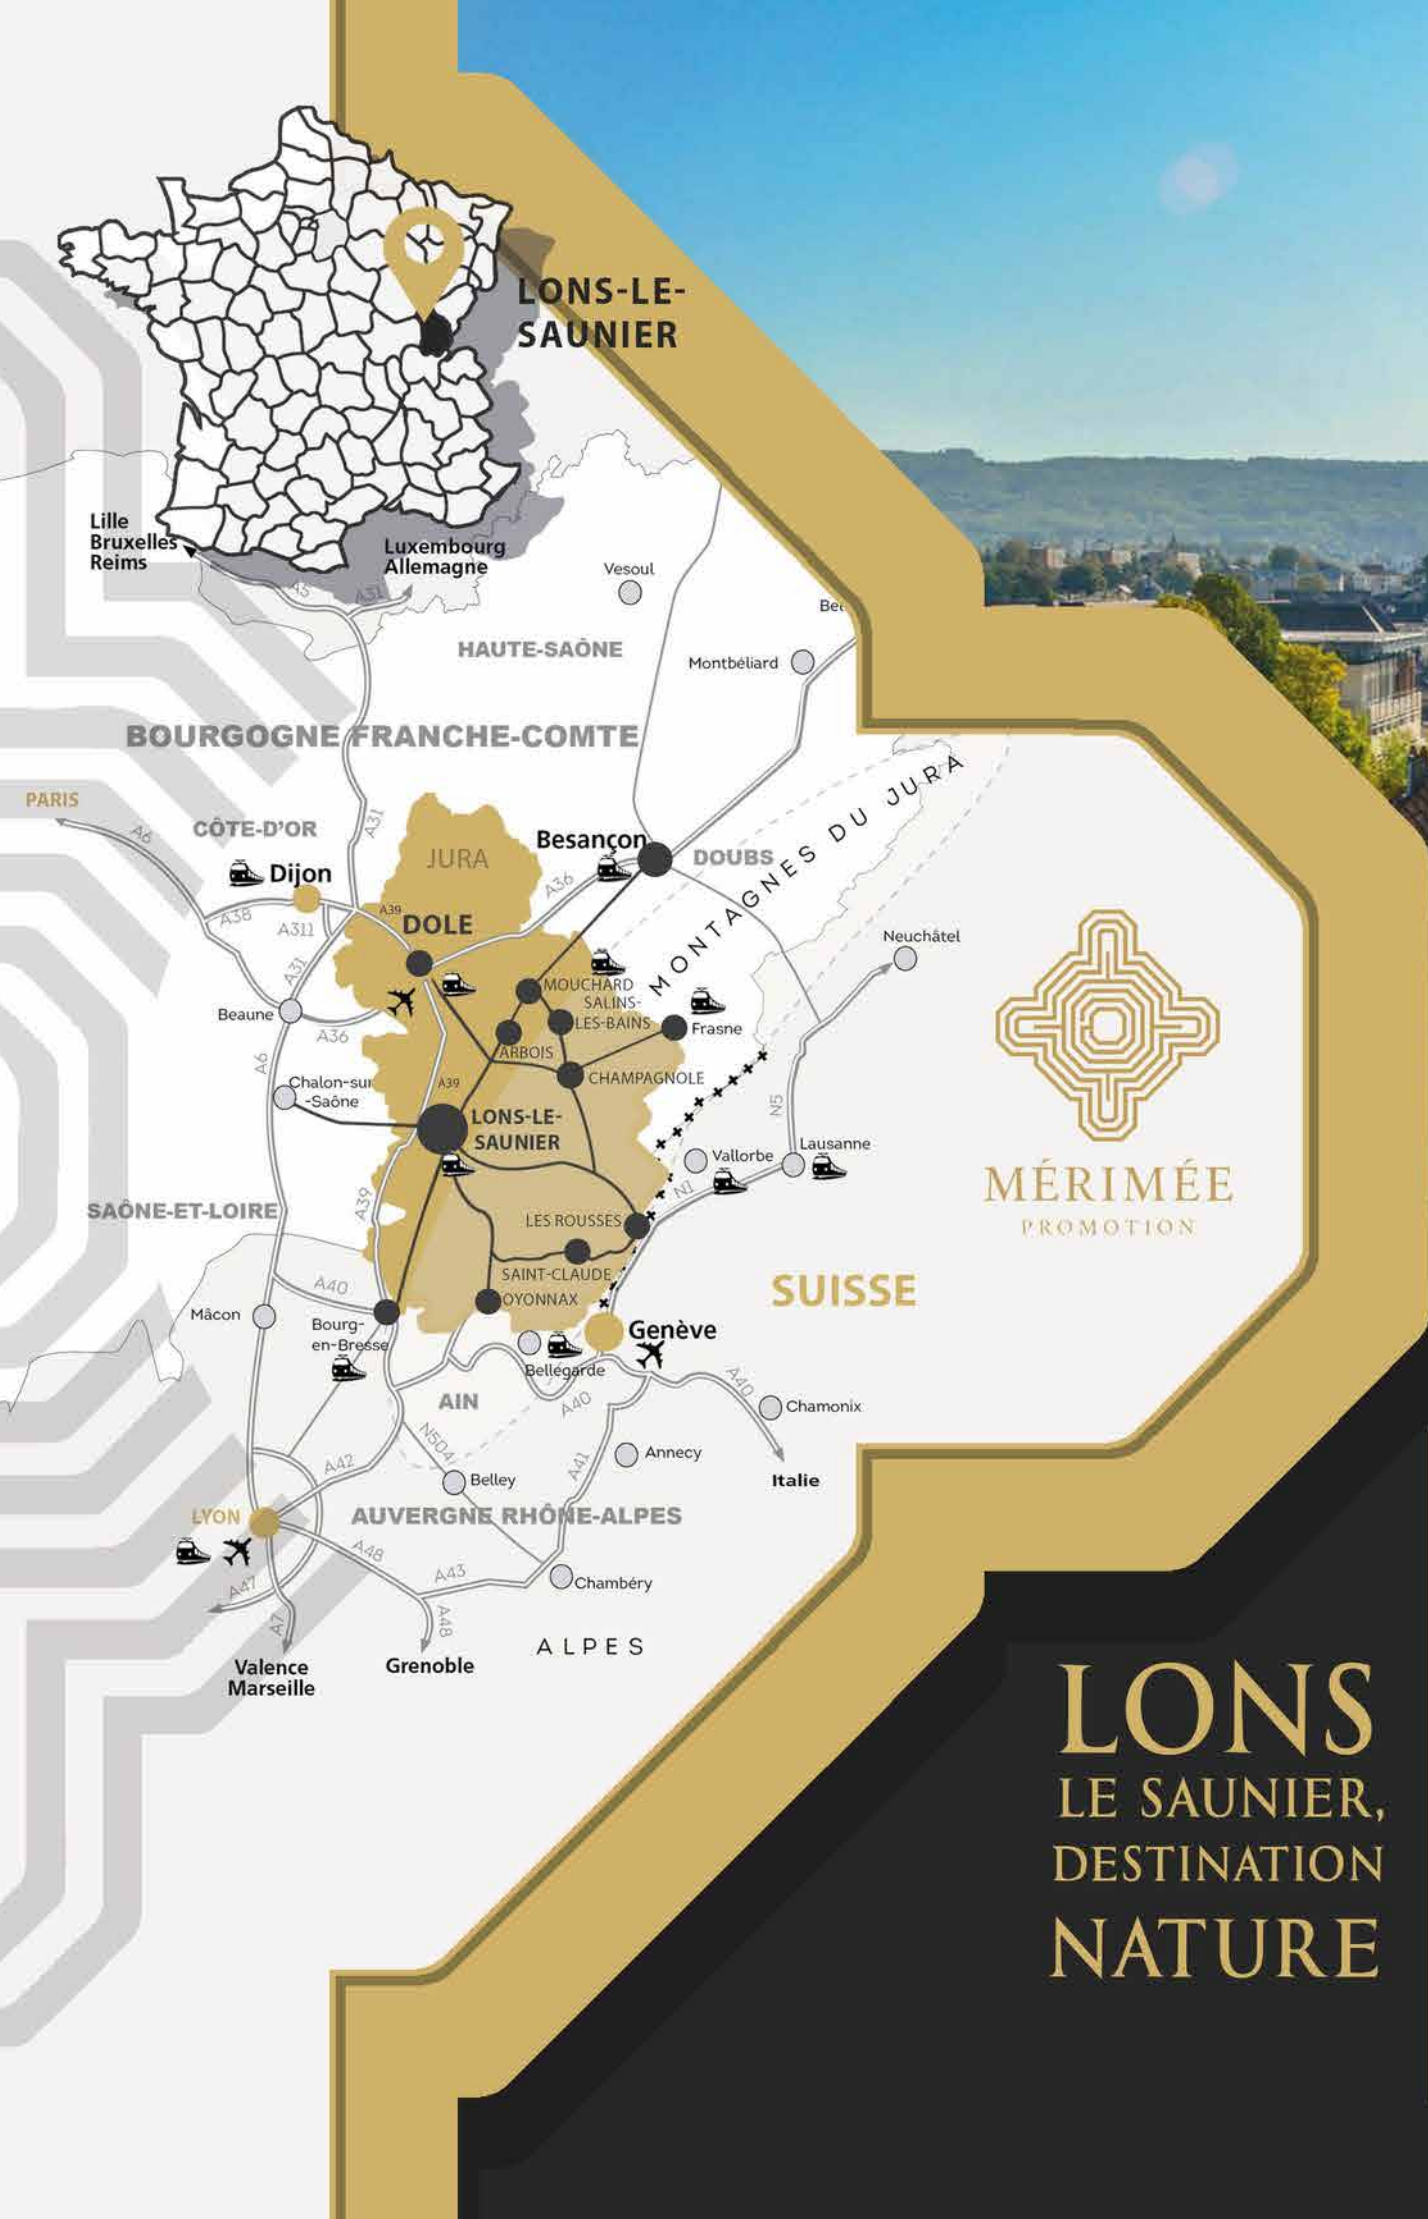 LONS-LE-
SAUNIER
Lille
Bruxelles
Reims
Luxembourg
Allemagne
A5
A31
Vesoul
HAUTE-SAÔNE
Montbéliard
BOURGOGNE FRANCHE-COMTE
MONTAGNES DU JURA
PARIS
A6
CÔTE-D'OR
A31
JURA
Besançon
DOUBS
Dijon
A36
A38
A311
A39
DOLE
Neuchâtel
A31
MOUCHARD
SALINS-
LES-BAINS
Beaune
A36
ARBOIS
Frasne
A6
Chalon-sur
-Saône
A39
CHAMPAGNOLE
N5
LONS-LE-
SAUNIER
Vallorbe
Lausanne
N1
MÉRIMÉE
PROMOTION
SAÔNE-ET-LOIRE
A39
LES ROUSSES
SAINT-CLAUDE
SUISSE
A40
OYONNAX
Mâcon
Bourg-
en-Bresse
Genève
Bellegarde
A40
AIN
A40
Chamonix
N504
Annecy
A42
A41
Belley
Italie
LYON
AUVERGNE RHÔNE-ALPES
A48
A43
Chambéry
A47
A7
A48
ALPES
Valence
Marseille
Grenoble
LONS
LE SAUNIER,
DESTINATION
NATURE